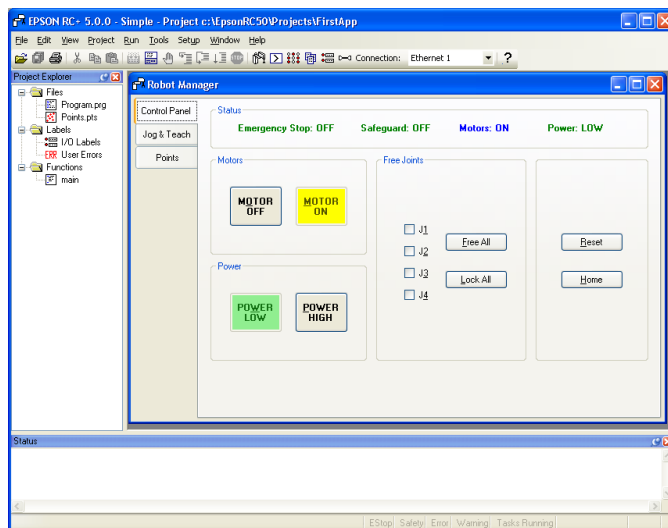 EPSON RC+ 5.0.0 - Simple - Project c:\EpsonRC50\Projects\FirstApp
File Edit View Project Run Tools Setup Window Help
Connection: Ethernet 1
Project Explorer
Files
Program.prg
Points.pts
Labels
I/O Labels
ERR User Errors
Functions
main
Robot Manager
Control Panel
Jog & Teach
Points
Status
Emergency Stop: OFF Safeguard: OFF Motors: ON Power: LOW
Motors
MOTOR
OFF
MOTOR
ON
Power
POWER
LOW
POWER
HIGH
Free Joints
J1
J2
J3
J4
Free All
Lock All
Reset
Home
Status
EStop Safety Error Warning Tasks Running